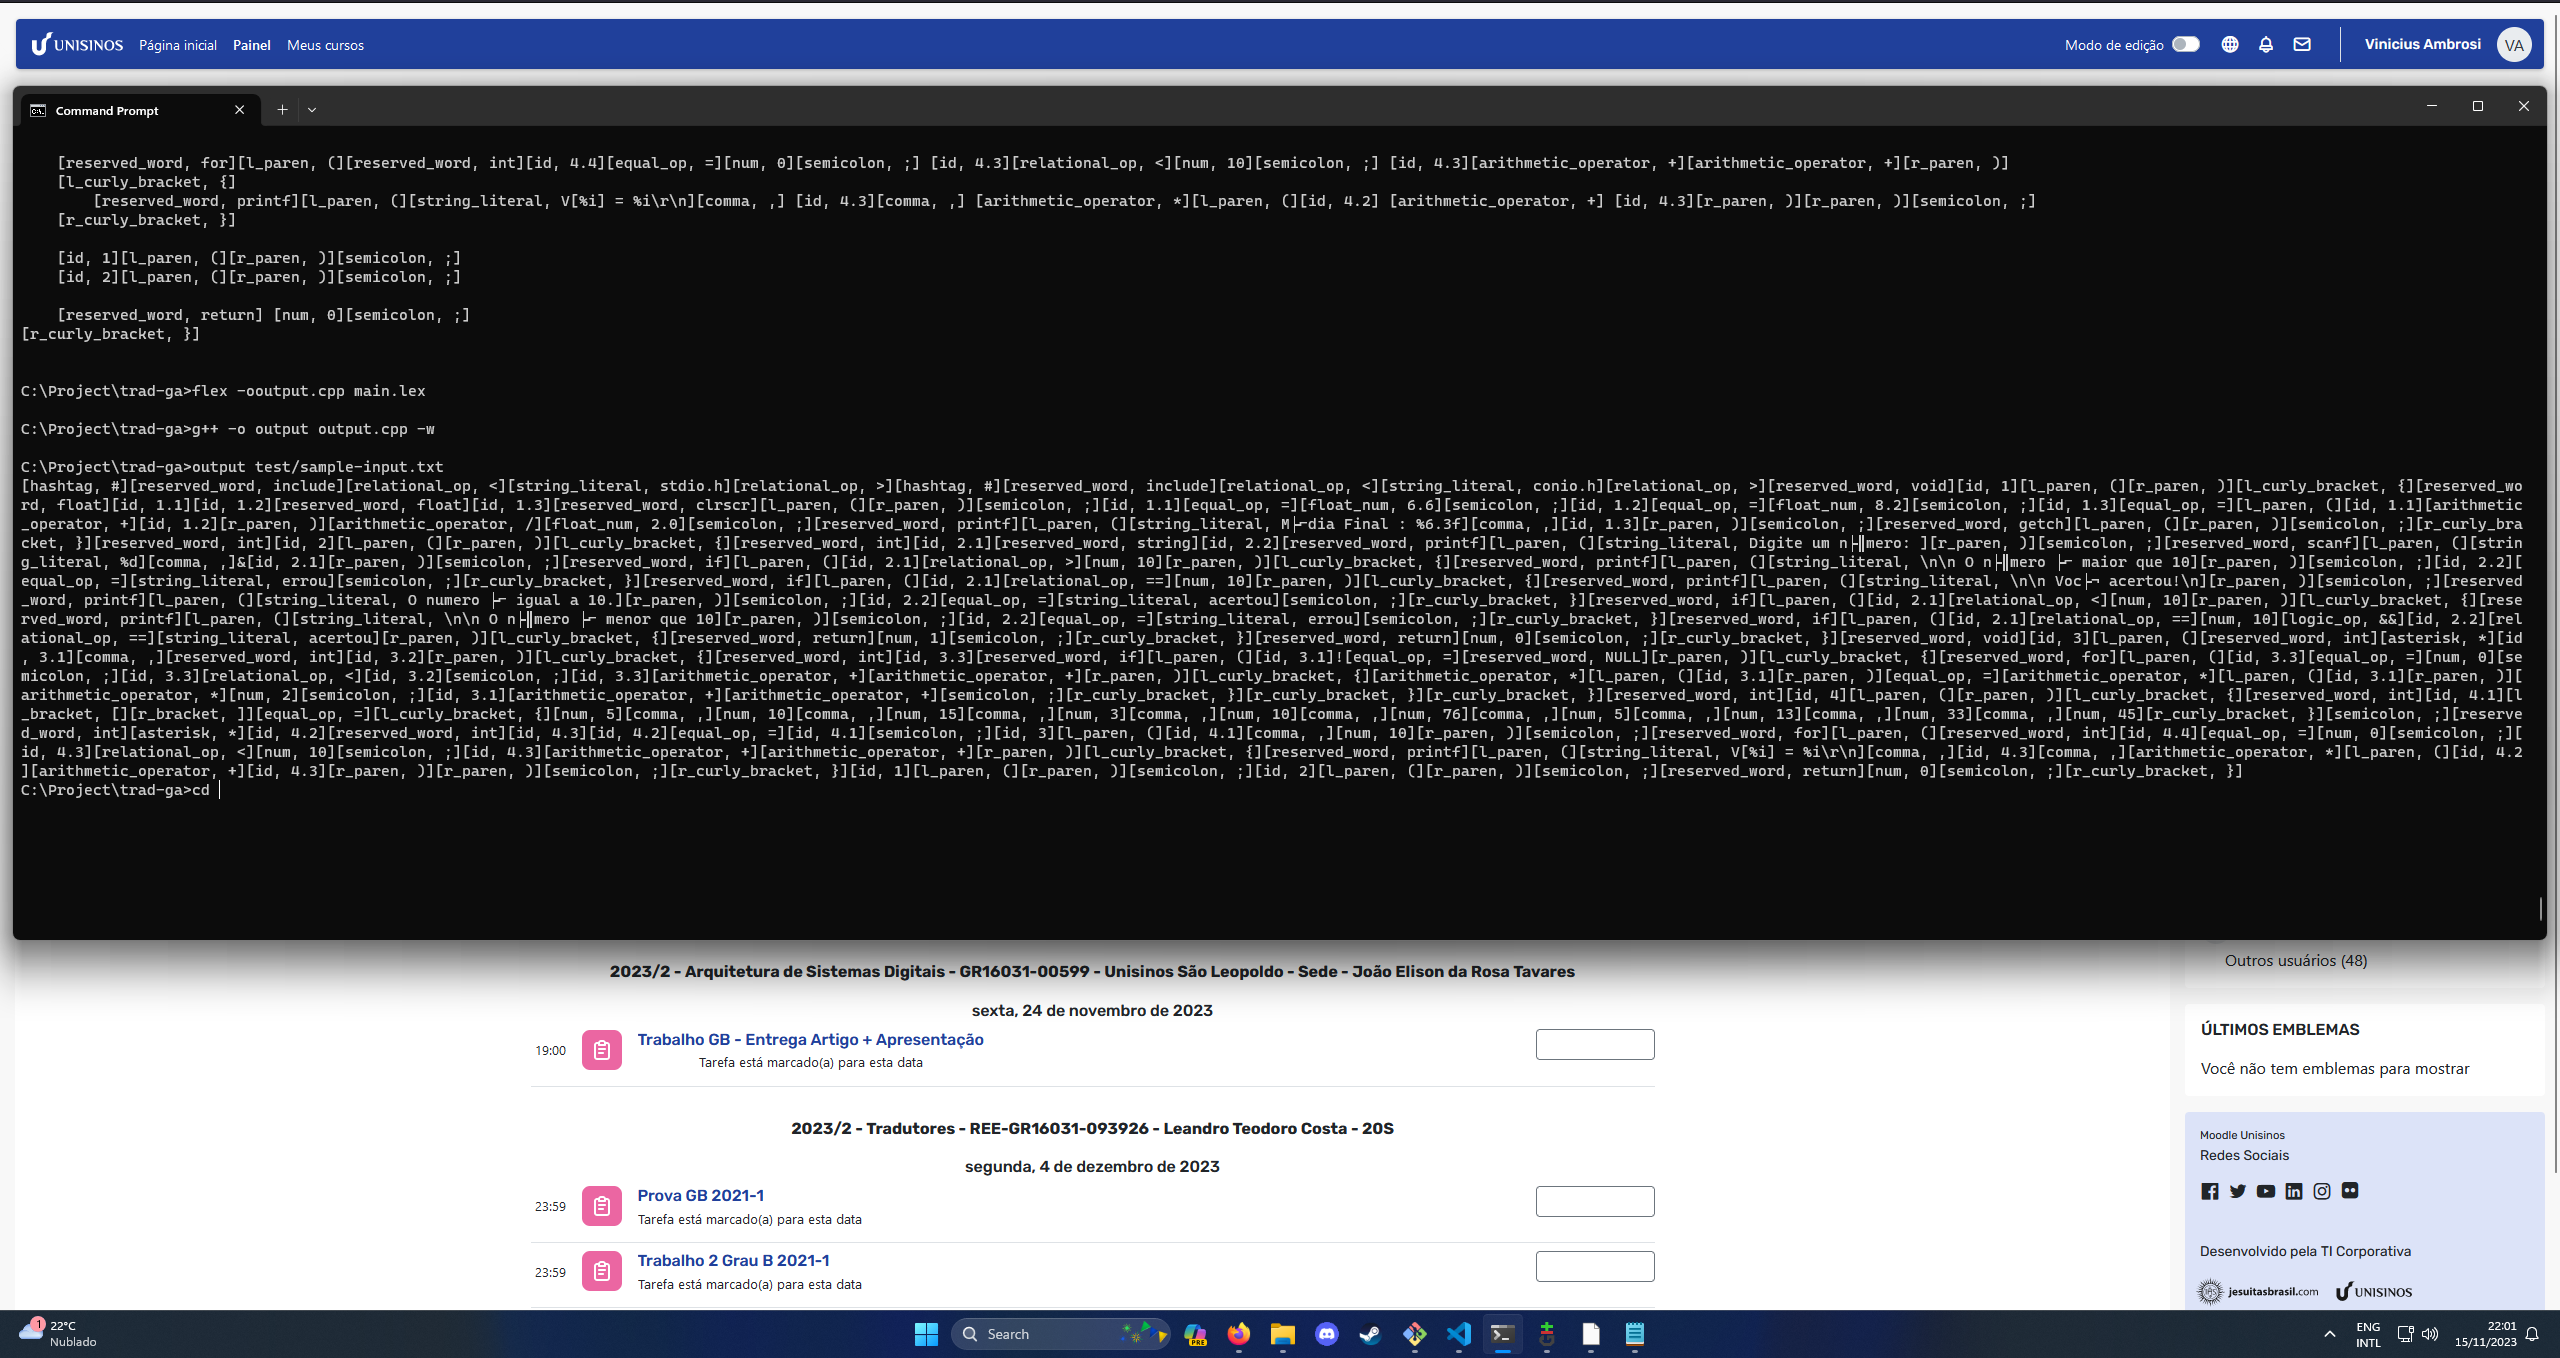 UNISINOS Página inicial Painel Meus cursos Modo de edição Vinicius Ambrosi VA
Command Prompt
[reserved_word, for][l_paren, (][reserved_word, int][id, 4.4][equal_op, =][num, 0][semicolon, ;] [id, 4.3][relational_op, <][num, 10][semicolon, ;] [id, 4.3][arithmetic_operator, +][arithmetic_operator, +][r_paren, )]
[l_curly_bracket, {]
[reserved_word, printf][l_paren, (][string_literal, V[%i] = %i\r\n][comma, ,] [id, 4.3][comma, ,] [arithmetic_operator, *][l_paren, (][id, 4.2] [arithmetic_operator, +] [id, 4.3][r_paren, )][r_paren, )][semicolon, ;]
[r_curly_bracket, }]
[id, 1][l_paren, (][r_paren, )][semicolon, ;]
[id, 2][l_paren, (][r_paren, )][semicolon, ;]
[reserved_word, return] [num, 0][semicolon, ;]
[r_curly_bracket, }]
C:\Project\trad-ga>flex -ooutput.cpp main.lex
C:\Project\trad-ga>g++ -o output output.cpp -w
C:\Project\trad-ga>output test/sample-input.txt
[hashtag, #][reserved_word, include][relational_op, <][string_literal, stdio.h][relational_op, >][hashtag, #][reserved_word, include][relational_op, <][string_literal, conio.h][relational_op, >][reserved_word, void][id, 1][l_paren, (][r_paren, )][l_curly_bracket, {][reserved_wo
rd, float][id, 1.1][id, 1.2][reserved_word, float][id, 1.3][reserved_word, clrscr][l_paren, (][r_paren, )][semicolon, ;][id, 1.1][equal_op, =][float_num, 6.6][semicolon, ;][id, 1.2][equal_op, =][float_num, 8.2][semicolon, ;][id, 1.3][equal_op, =][l_paren, (][id, 1.1][arithmetic
_operator, +][id, 1.2][r_paren, )][arithmetic_operator, /][float_num, 2.0][semicolon, ;][reserved_word, printf][l_paren, (][string_literal, M├⌐dia Final : %6.3f][comma, ,][id, 1.3][r_paren, )][semicolon, ;][reserved_word, getch][l_paren, (][r_paren, )][semicolon, ;][r_curly_bra
cket, }][reserved_word, int][id, 2][l_paren, (][r_paren, )][l_curly_bracket, {][reserved_word, int][id, 2.1][reserved_word, string][id, 2.2][reserved_word, printf][l_paren, (][string_literal, Digite um n├║mero: ][r_paren, )][semicolon, ;][reserved_word, scanf][l_paren, (][strin
g_literal, %d][comma, ,]&[id, 2.1][r_paren, )][semicolon, ;][reserved_word, if][l_paren, (][id, 2.1][relational_op, >][num, 10][r_paren, )][l_curly_bracket, {][reserved_word, printf][l_paren, (][string_literal, \n\n O n├║mero ├⌐ maior que 10][r_paren, )][semicolon, ;][id, 2.2][
equal_op, =][string_literal, errou][semicolon, ;][r_curly_bracket, }][reserved_word, if][l_paren, (][id, 2.1][relational_op, ==][num, 10][r_paren, )][l_curly_bracket, {][reserved_word, printf][l_paren, (][string_literal, \n\n Voc├¬ acertou!\n][r_paren, )][semicolon, ;][reserved
_word, printf][l_paren, (][string_literal, O numero ├⌐ igual a 10.][r_paren, )][semicolon, ;][id, 2.2][equal_op, =][string_literal, acertou][semicolon, ;][r_curly_bracket, }][reserved_word, if][l_paren, (][id, 2.1][relational_op, <][num, 10][r_paren, )][l_curly_bracket, {][rese
rved_word, printf][l_paren, (][string_literal, \n\n O n├║mero ├⌐ menor que 10][r_paren, )][semicolon, ;][id, 2.2][equal_op, =][string_literal, errou][semicolon, ;][r_curly_bracket, }][reserved_word, if][l_paren, (][id, 2.1][relational_op, ==][num, 10][logic_op, &&][id, 2.2][rel
ational_op, ==][string_literal, acertou][r_paren, )][l_curly_bracket, {][reserved_word, return][num, 1][semicolon, ;][r_curly_bracket, }][reserved_word, return][num, 0][semicolon, ;][r_curly_bracket, }][reserved_word, void][id, 3][l_paren, (][reserved_word, int][asterisk, *][id
, 3.1][comma, ,][reserved_word, int][id, 3.2][r_paren, )][l_curly_bracket, {][reserved_word, int][id, 3.3][reserved_word, if][l_paren, (][id, 3.1]![equal_op, =][reserved_word, NULL][r_paren, )][l_curly_bracket, {][reserved_word, for][l_paren, (][id, 3.3][equal_op, =][num, 0][se
micolon, ;][id, 3.3][relational_op, <][id, 3.2][semicolon, ;][id, 3.3][arithmetic_operator, +][arithmetic_operator, +][r_paren, )][l_curly_bracket, {][arithmetic_operator, *][l_paren, (][id, 3.1][r_paren, )][equal_op, =][arithmetic_operator, *][l_paren, (][id, 3.1][r_paren, )][
arithmetic_operator, *][num, 2][semicolon, ;][id, 3.1][arithmetic_operator, +][arithmetic_operator, +][semicolon, ;][r_curly_bracket, }][r_curly_bracket, }][r_curly_bracket, }][reserved_word, int][id, 4][l_paren, (][r_paren, )][l_curly_bracket, {][reserved_word, int][id, 4.1][l
_bracket, [][r_bracket, ]][equal_op, =][l_curly_bracket, {][num, 5][comma, ,][num, 10][comma, ,][num, 15][comma, ,][num, 3][comma, ,][num, 10][comma, ,][num, 76][comma, ,][num, 5][comma, ,][num, 13][comma, ,][num, 33][comma, ,][num, 45][r_curly_bracket, }][semicolon, ;][reserve
d_word, int][asterisk, *][id, 4.2][reserved_word, int][id, 4.3][id, 4.2][equal_op, =][id, 4.1][semicolon, ;][id, 3][l_paren, (][id, 4.1][comma, ,][num, 10][r_paren, )][semicolon, ;][reserved_word, for][l_paren, (][reserved_word, int][id, 4.4][equal_op, =][num, 0][semicolon, ;][
id, 4.3][relational_op, <][num, 10][semicolon, ;][id, 4.3][arithmetic_operator, +][arithmetic_operator, +][r_paren, )][l_curly_bracket, {][reserved_word, printf][l_paren, (][string_literal, V[%i] = %i\r\n][comma, ,][id, 4.3][comma, ,][arithmetic_operator, *][l_paren, (][id, 4.2
][arithmetic_operator, +][id, 4.3][r_paren, )][r_paren, )][semicolon, ;][r_curly_bracket, }][id, 1][l_paren, (][r_paren, )][semicolon, ;][id, 2][l_paren, (][r_paren, )][semicolon, ;][reserved_word, return][num, 0][semicolon, ;][r_curly_bracket, }]
C:\Project\trad-ga>cd
2023/2 - Arquitetura de Sistemas Digitais - GR16031-00599 - Unisinos São Leopoldo - Sede - João Elison da Rosa Tavares
sexta, 24 de novembro de 2023
19:00 Trabalho GB - Entrega Artigo + Apresentação
Tarefa está marcado(a) para esta data
2023/2 - Tradutores - REE-GR16031-093926 - Leandro Teodoro Costa - 20S
segunda, 4 de dezembro de 2023
23:59 Prova GB 2021-1
Tarefa está marcado(a) para esta data
23:59 Trabalho 2 Grau B 2021-1
Tarefa está marcado(a) para esta data
Outros usuários (48)
ÚLTIMOS EMBLEMAS
Você não tem emblemas para mostrar
Moodle Unisinos
Redes Sociais
Desenvolvido pela TI Corporativa
jesuitasbrasil.com UNISINOS
1 22°C
Nublado
Search
PRE
ENG
INTL
22:01
15/11/2023